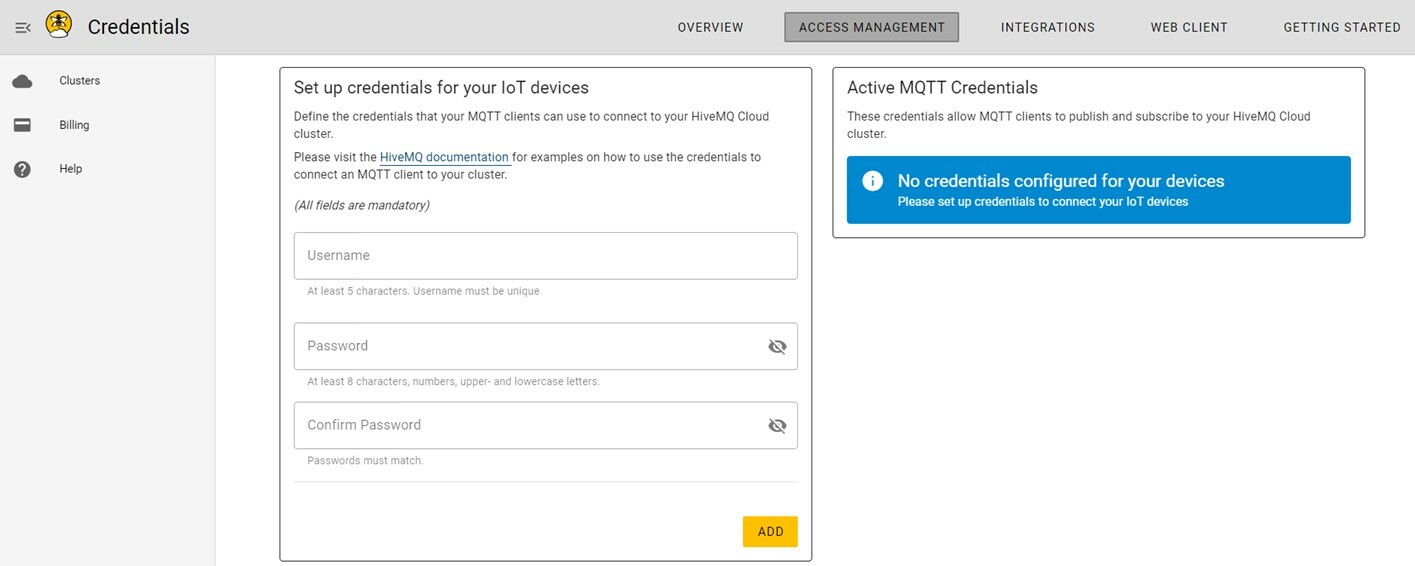 Credentials
OVERVIEW
ACCESS MANAGEMENT
INTEGRATIONS
WEB CLIENT
GETTING STARTED
Clusters
Billing
Help
Set up credentials for your IoT devices
Define the credentials that your MQTT clients can use to connect to your HiveMQ Cloud
cluster.
Please visit the HiveMQ documentation for examples on how to use the credentials to
connect an MQTT client to your cluster.
(All fields are mandatory)
Username
At least 5 characters. Username must be unique
Password
At least 8 characters, numbers, upper- and lowercase letters.
Confirm Password
Passwords must match.
ADD
Active MQTT Credentials
These credentials allow MQTT clients to publish and subscribe to your HiveMQ Cloud
cluster.
No credentials configured for your devices
Please set up credentials to connect your IoT devices